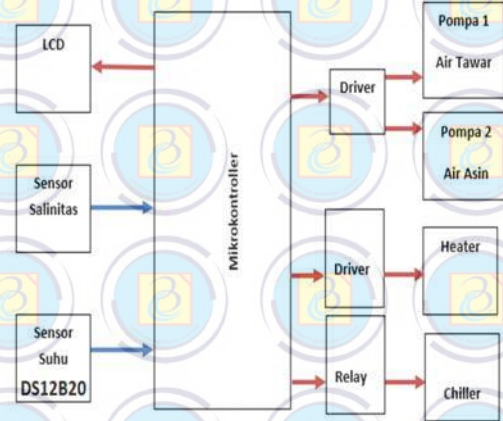 LCD
Sensor
Salinitas
Sensor
Suhu
DS12B20
Mikrokontroller
Driver
Pompa 1
Air Tawar
Pompa 2
Air Asin
Driver
Heater
Relay
Chiller